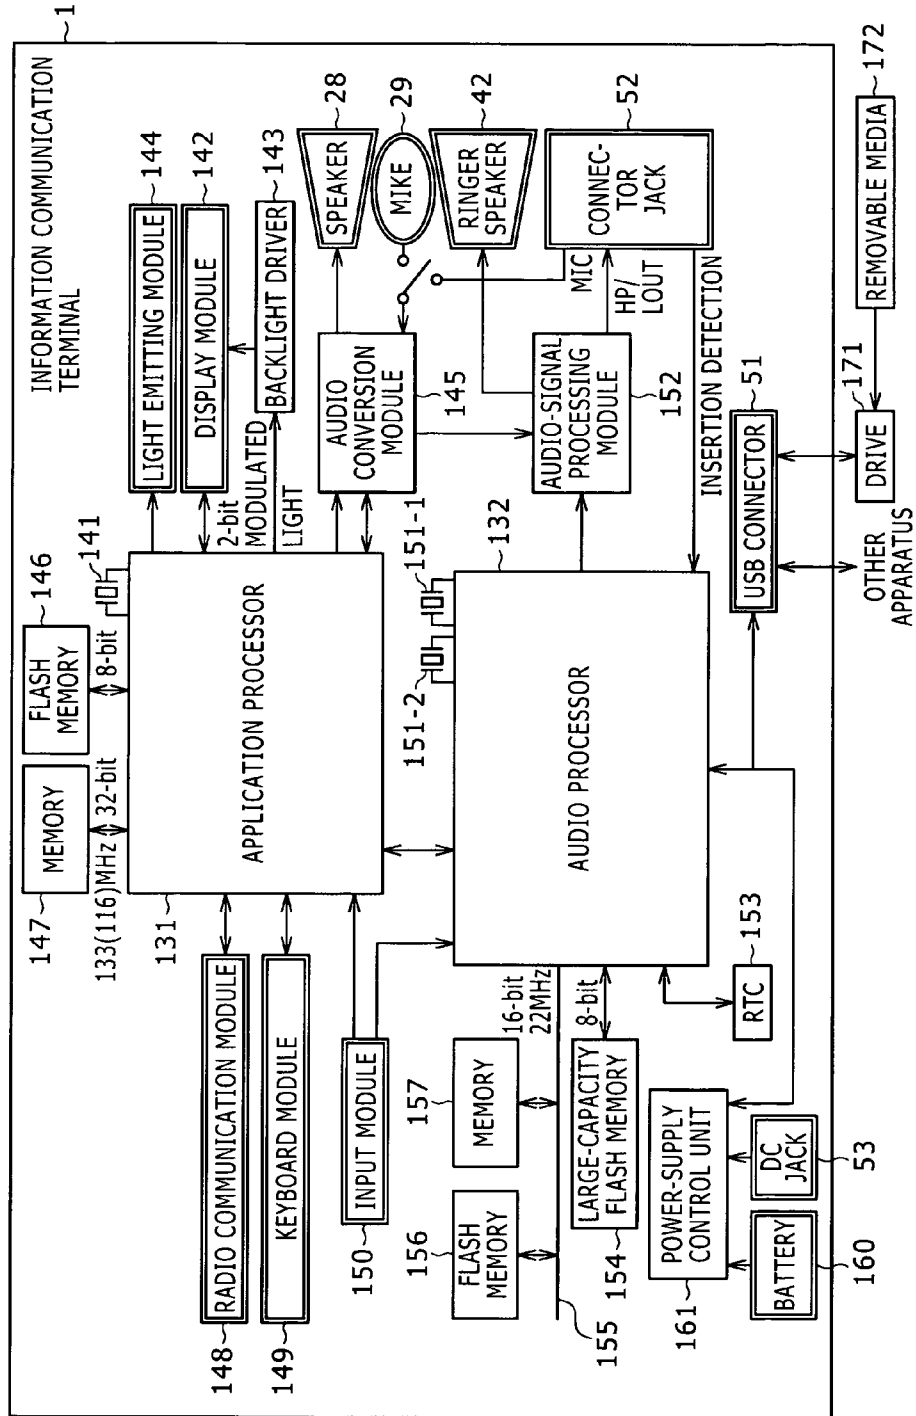 1
INFORMATION COMMUNICATION
TERMINAL
147
MEMORY
133(116)MHz
32-bit
146
FLASH
MEMORY
8-bit
141
131
APPLICATION PROCESSOR
148
RADIO COMMUNICATION MODULE
149
KEYBOARD MODULE
150
INPUT MODULE
LIGHT EMITTING MODULE
144
DISPLAY MODULE
142
2-bit
MODULATED
LIGHT
BACKLIGHT DRIVER
143
AUDIO
CONVERSION
MODULE
145
SPEAKER
28
MIKE
29
RINGER
SPEAKER
42
151-2
151-1
132
AUDIO PROCESSOR
AUDIO-SIGNAL
PROCESSING
MODULE
152
MIC
HP/
LOUT
CONNEC-
TOR
JACK
52
INSERTION DETECTION
156
FLASH
MEMORY
157
MEMORY
16-bit
22MHz
155
154
LARGE-CAPACITY
FLASH MEMORY
8-bit
RTC
153
161
POWER-SUPPLY
CONTROL UNIT
BATTERY
160
DC
JACK
53
USB CONNECTOR
51
OTHER
APPARATUS
DRIVE
171
REMOVABLE MEDIA
172